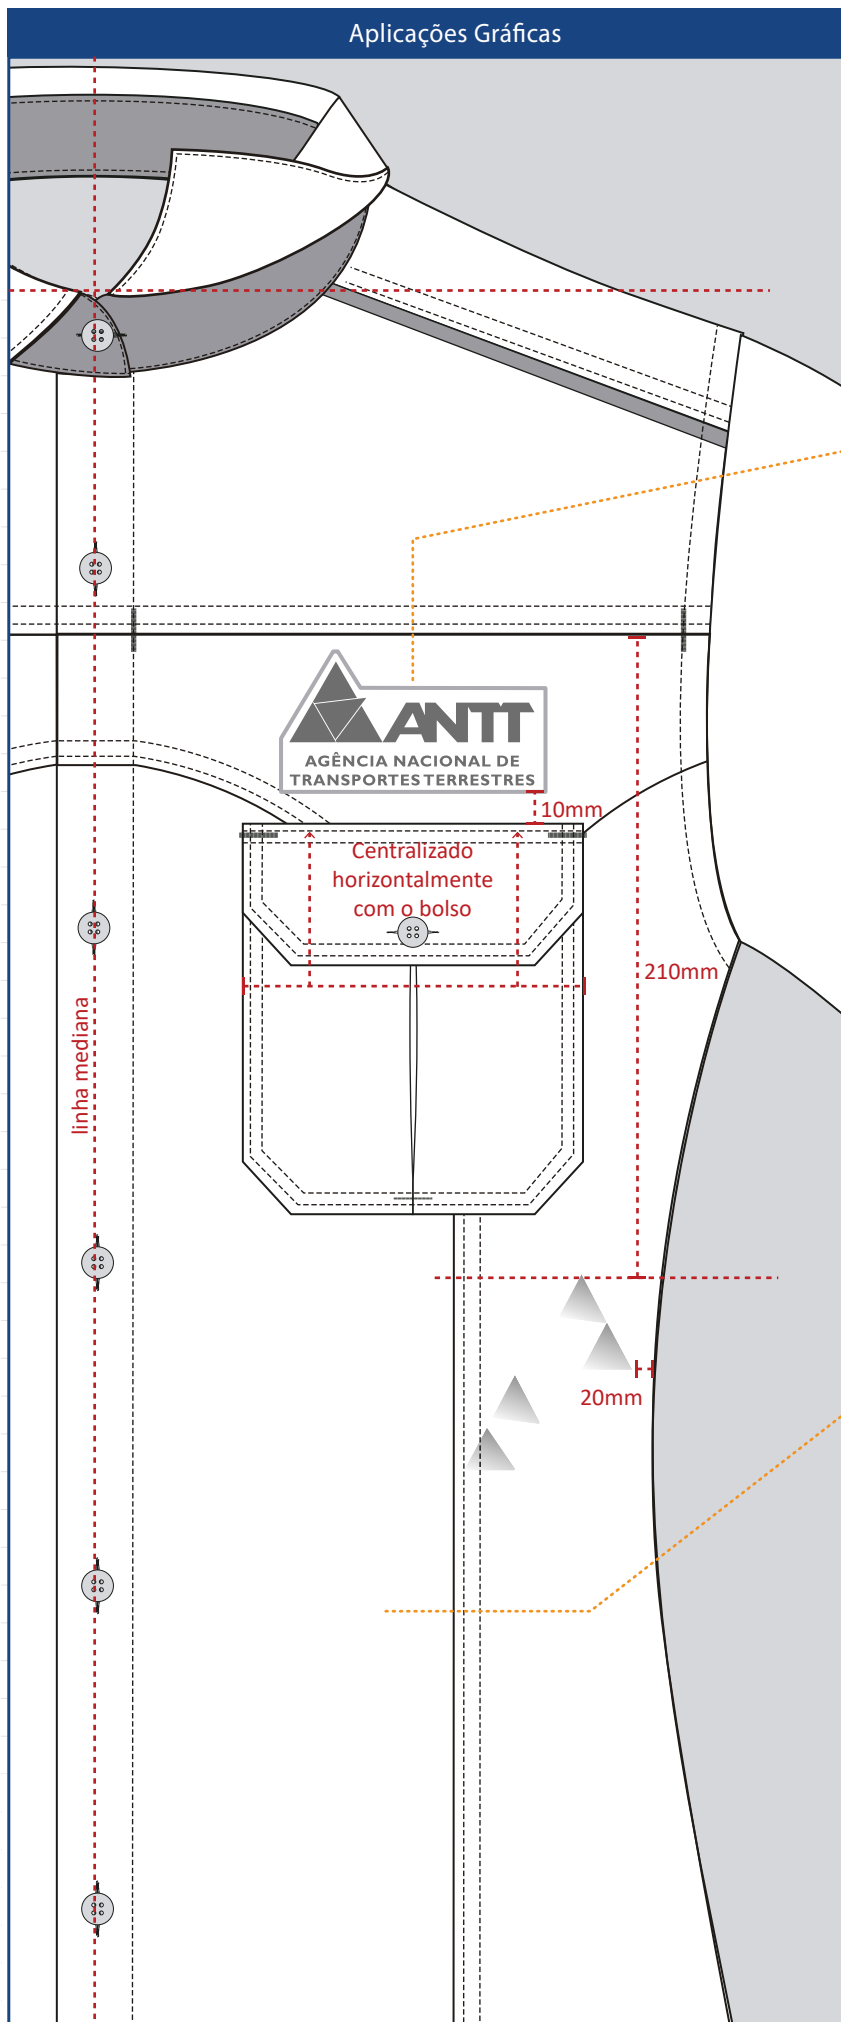 Aplicações Gráficas
ANTT
AGÊNCIA NACIONAL DE
TRANSPORTES TERRESTRES
10mm
Centralizado
horizontalmente
com o bolso
210mm
linha mediana
20mm